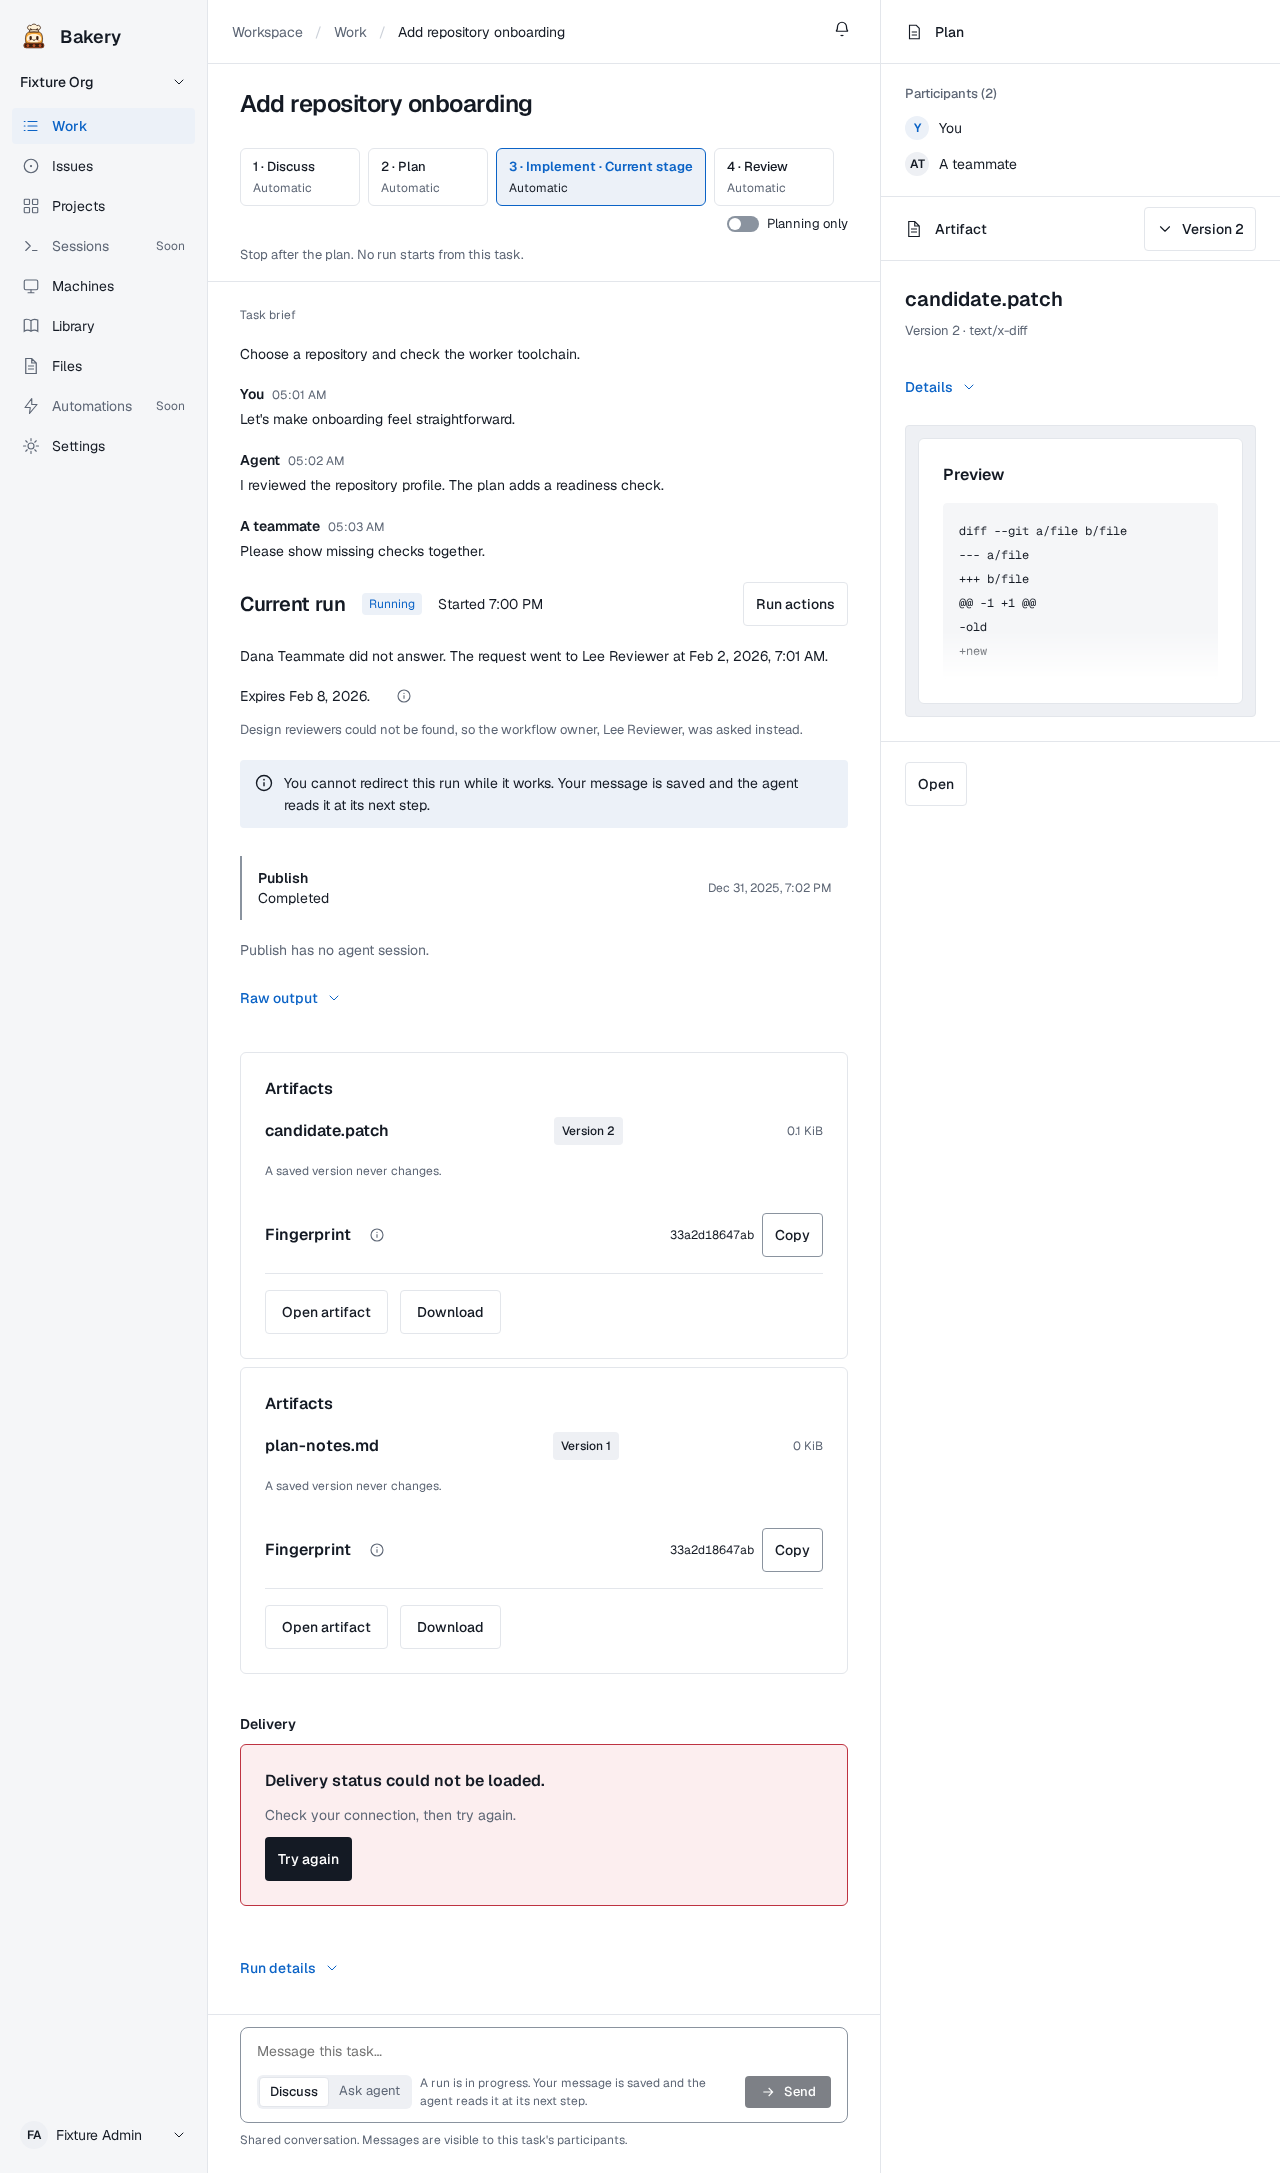 Bakery
Fixture Org
Work
Issues
Projects
Sessions Soon
Machines
Library
Files
Automations Soon
Settings
FA Fixture Admin
Workspace / Work / Add repository onboarding
Add repository onboarding
1 · Discuss
Automatic
2 · Plan
Automatic
3 · Implement · Current stage
Automatic
4 · Review
Automatic
Planning only
Stop after the plan. No run starts from this task.
Task brief
Choose a repository and check the worker toolchain.
You 05:01 AM
Let's make onboarding feel straightforward.
Agent 05:02 AM
I reviewed the repository profile. The plan adds a readiness check.
A teammate 05:03 AM
Please show missing checks together.
Current run Running Started 7:00 PM Run actions
Dana Teammate did not answer. The request went to Lee Reviewer at Feb 2, 2026, 7:01 AM.
Expires Feb 8, 2026.
Design reviewers could not be found, so the workflow owner, Lee Reviewer, was asked instead.
You cannot redirect this run while it works. Your message is saved and the agent
reads it at its next step.
Publish
Completed
Dec 31, 2025, 7:02 PM
Publish has no agent session.
Raw output
Artifacts
candidate.patch Version 2 0.1 KiB
A saved version never changes.
Fingerprint 33a2d18647ab Copy
Open artifact Download
Artifacts
plan-notes.md Version 1 0 KiB
A saved version never changes.
Fingerprint 33a2d18647ab Copy
Open artifact Download
Delivery
Delivery status could not be loaded.
Check your connection, then try again.
Try again
Run details
Message this task…
Discuss Ask agent
A run is in progress. Your message is saved and the
agent reads it at its next step.
Send
Shared conversation. Messages are visible to this task's participants.
Plan
Participants (2)
Y You
AT A teammate
Artifact Version 2
candidate.patch
Version 2 · text/x-diff
Details
Preview
diff --git a/file b/file
--- a/file
+++ b/file
@@ -1 +1 @@
-old
+new
Open